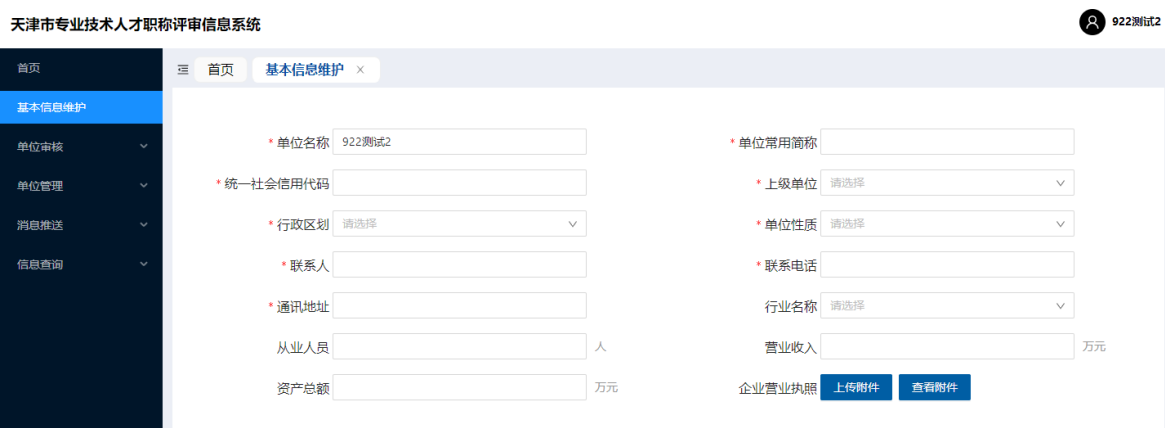 天津市专业技术人才职称评审信息系统
922测试2
首页
基本信息维护
单位审核
单位管理
消息推送
信息查询
首页 基本信息维护 ×
* 单位名称 922测试2 * 单位常用简称
* 统一社会信用代码 * 上级单位 请选择
* 行政区划 请选择 * 单位性质 请选择
* 联系人 * 联系电话
* 通讯地址 行业名称 请选择
从业人员 人 营业收入 万元
资产总额 万元 企业营业执照 上传附件 查看附件